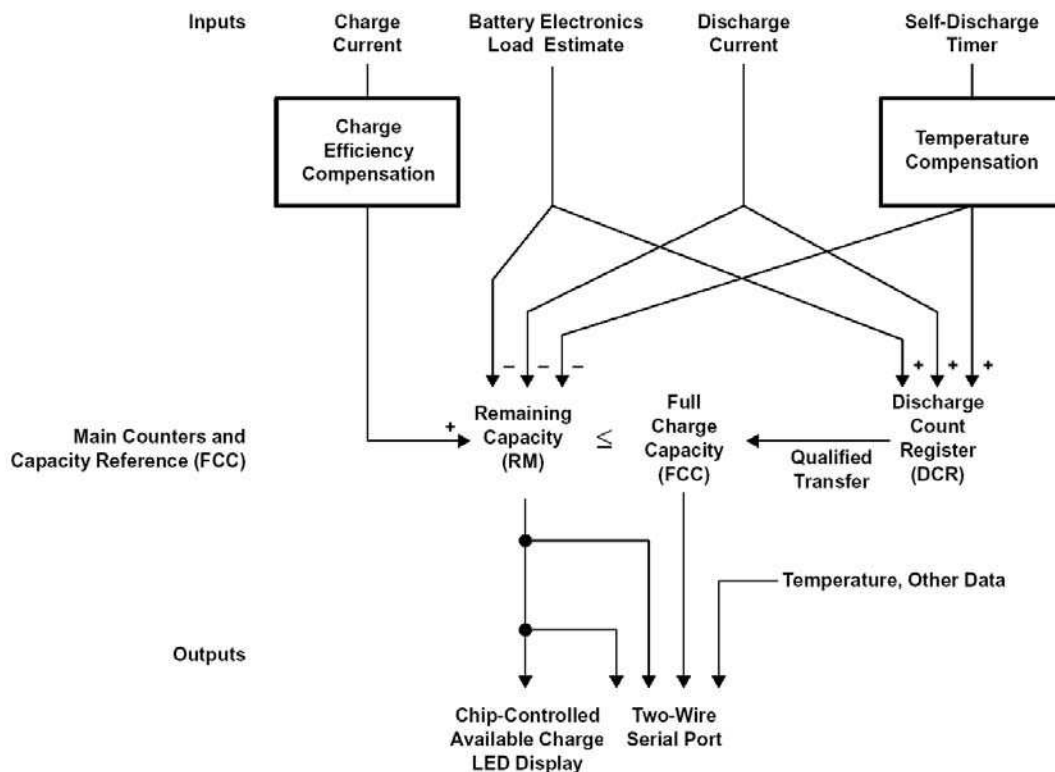 Inputs
Charge
Current
Battery Electronics
Load Estimate
Discharge
Current
Self-Discharge
Timer
Charge
Efficiency
Compensation
Temperature
Compensation
– – –
+ + +
Main Counters and
Capacity Reference (FCC)
+
Remaining
Capacity
(RM)
≤
Full
Charge
Capacity
(FCC)
Qualified
Transfer
Discharge
Count
Register
(DCR)
Temperature, Other Data
Outputs
Chip-Controlled
Available Charge
LED Display
Two-Wire
Serial Port